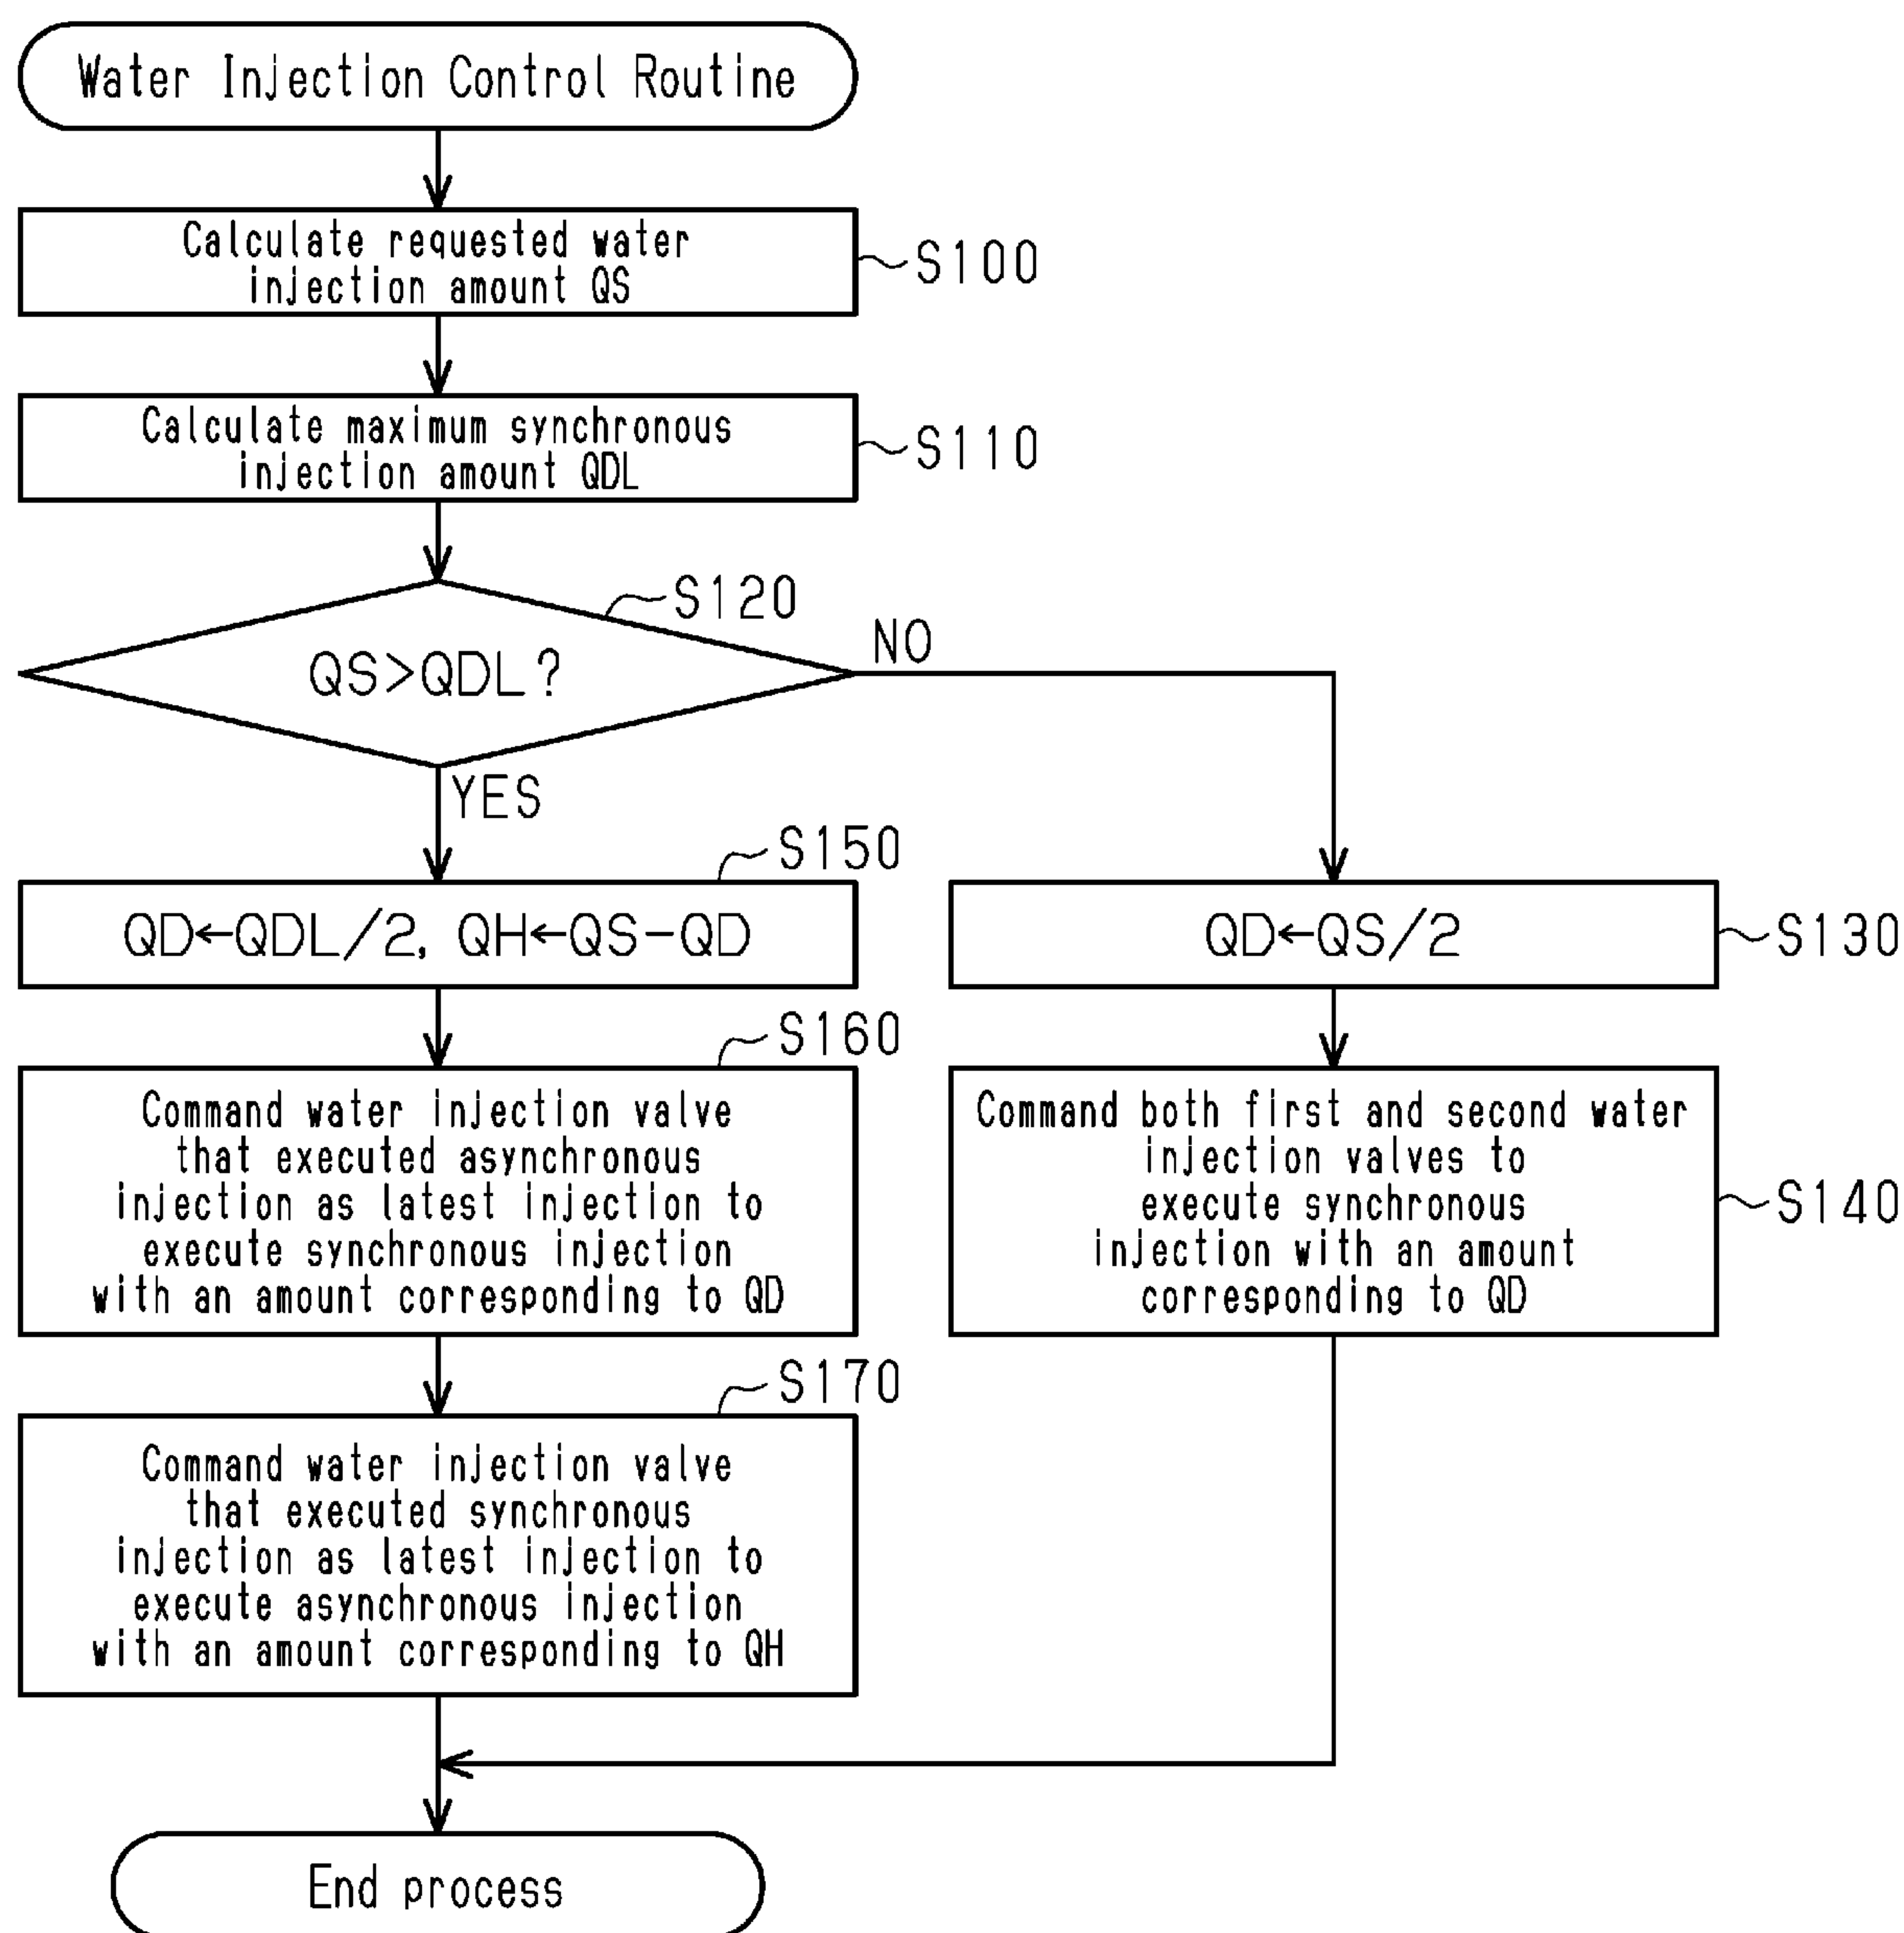 Water Injection Control Routine
Calculate requested water
injection amount QS
S100
Calculate maximum synchronous
injection amount QDL
S110
S120
QS>QDL?
NO
YES
S150
QD←QDL/2, QH←QS−QD
QD←QS/2
S130
S160
Command water injection valve
that executed asynchronous
injection as latest injection to
execute synchronous injection
with an amount corresponding to QD
Command both first and second water
injection valves to
execute synchronous
injection with an amount
corresponding to QD
S140
S170
Command water injection valve
that executed synchronous
injection as latest injection to
execute asynchronous injection
with an amount corresponding to QH
End process